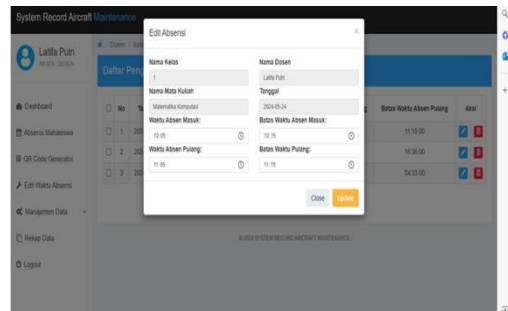 System Record Aircraft Maintenance
Latifa Putri
Dashboard
Absensi Mahasiswa
QR Code Generator
Edit Waktu Absensi
Manajemen Data
Rekap Data
Logout
Dosen
Daftar Peng
No
1
2
3
Edit Absensi
×
Nama Kelas
Nama Dosen
1
Latifa Putri
Nama Mata Kuliah
Tanggal
Matematika Komputasi
2024-05-24
Waktu Absen Masuk:
Batas Waktu Absen Masuk:
10:05
10:15
Waktu Absen Pulang:
Batas Waktu Pulang:
11:05
11:15
Close
Update
Batas Waktu Absen Pulang
Aksi
11:15:00
16:36:00
04:33:00
© 2024 SYSTEM RECORD AIRCRAFT MAINTENANCE